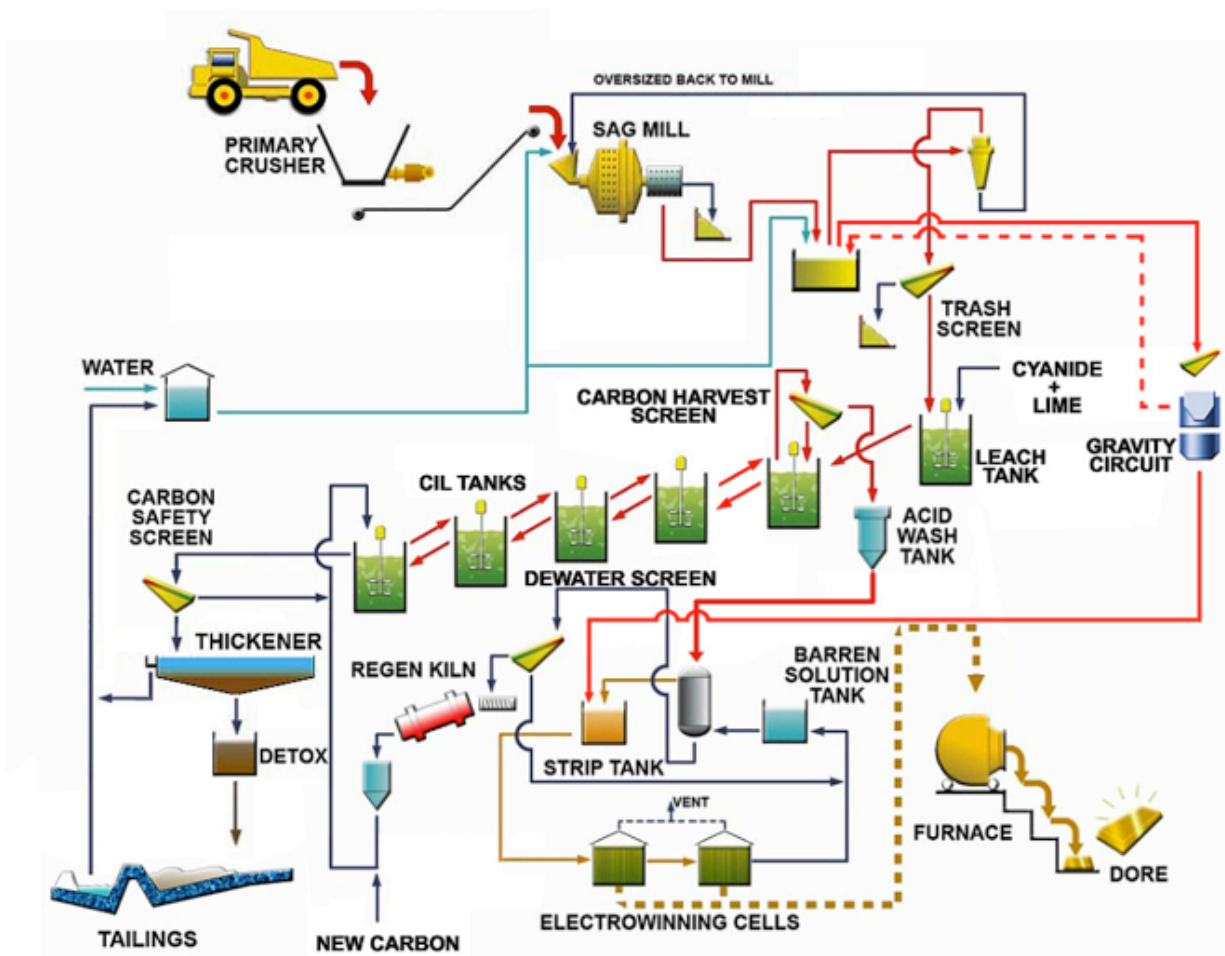 OVERSIZED BACK TO MILL
SAG MILL
PRIMARY
CRUSHER
TRASH
SCREEN
WATER
CYANIDE
+
LIME
CARBON HARVEST
SCREEN
GRAVITY
CIRCUIT
LEACH
TANK
CIL TANKS
CARBON
SAFETY
SCREEN
ACID
WASH
TANK
DEWATER SCREEN
THICKENER
REGEN KILN
BARREN
SOLUTION
TANK
DETOX
STRIP TANK
VENT
FURNACE
DORE
ELECTROWINNING CELLS
TAILINGS
NEW CARBON